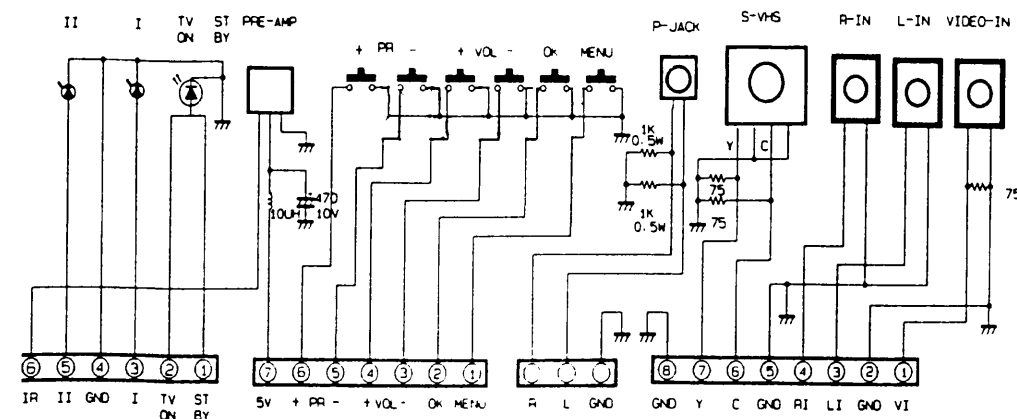 II I TV ST PRE-AMP
ON BY
+ PR - + VOL - OK MENU
P-JACK S-VHS R-IN L-IN VIDEO-IN
1K
0.5W
Y C
75
75
75
1K
0.5W
10UH
+470
10V
6 5 4 3 2 1
IR II GND I TV ST
ON BY
7 6 5 4 3 2 1
5V + PR - + VOL - OK MENU
R L GND
8 7 6 5 4 3 2 1
GND Y C GND RI LI GND VI